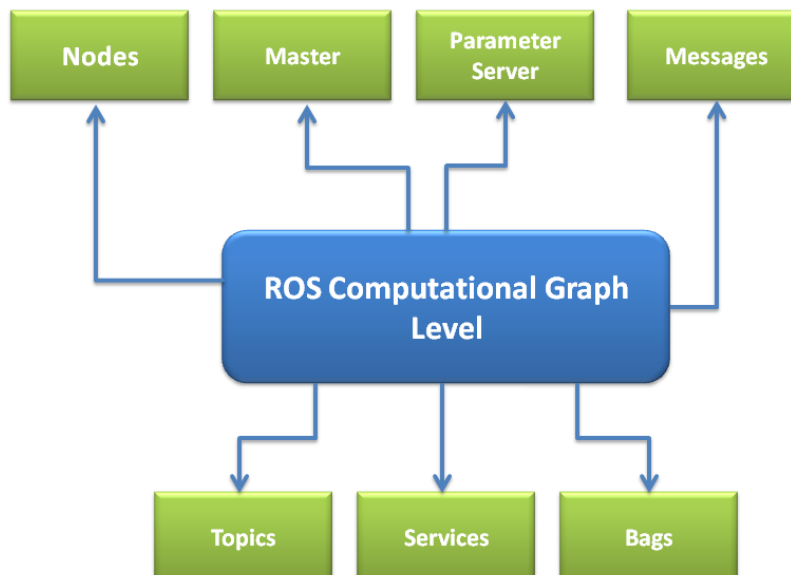 Nodes
Master
Parameter
Server
Messages
ROS Computational Graph
Level
Topics
Services
Bags